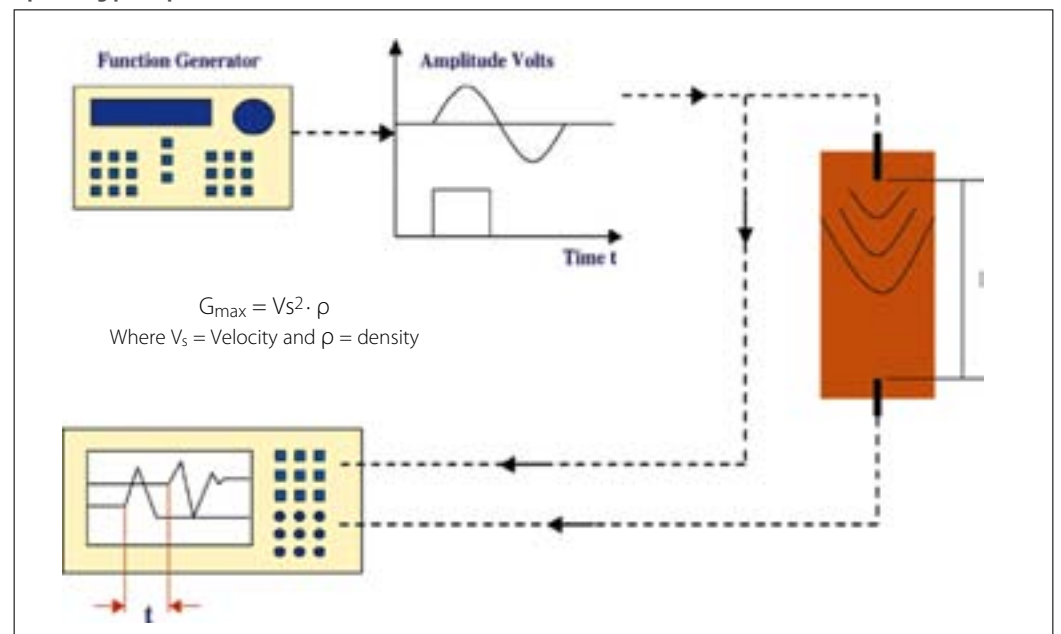 Function Generator
Amplitude Volts
Time t
Gmax = Vs²· ρ
Where Vs = Velocity and ρ = density
t